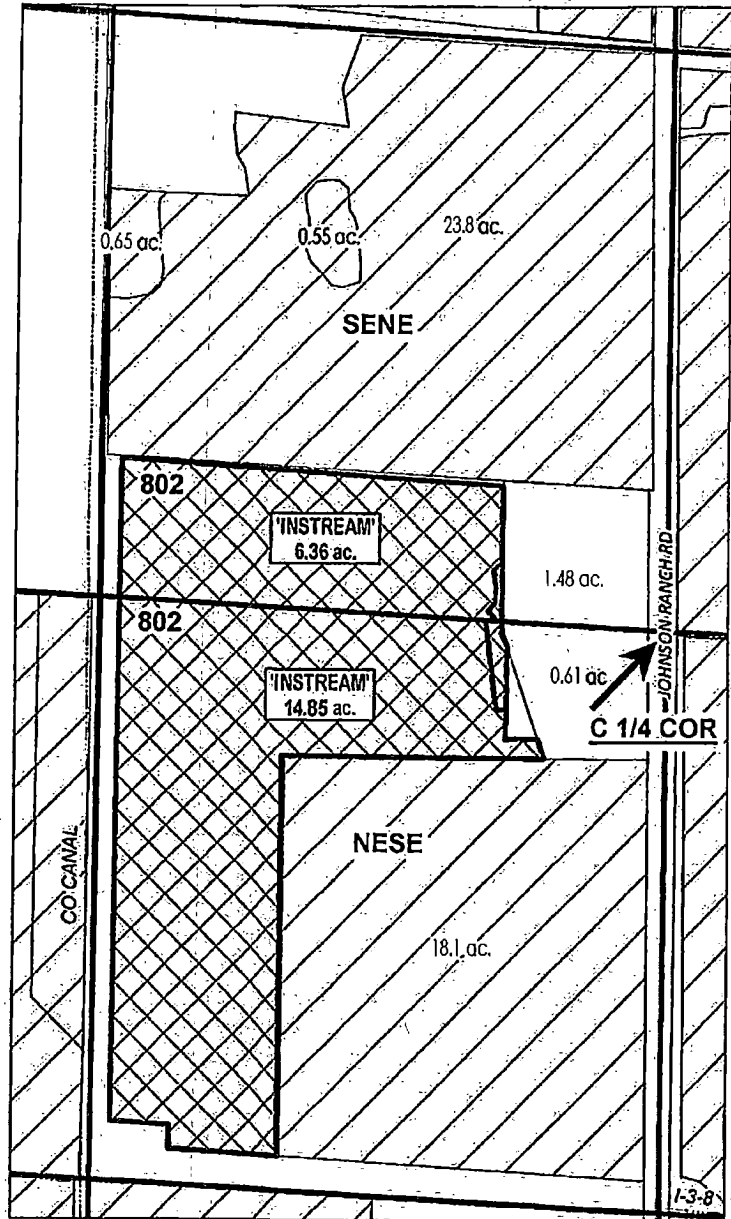 0.65 ac.
0.55 ac.
23.8 ac.
SENE
802
'INSTREAM'
6.36 ac.
1.48 ac.
JOHNSON RANCH RD
802
'INSTREAM'
14.85 ac.
0.61 ac
C 1/4 COR
CO CANAL
NESE
18.1 ac.
I-3-8